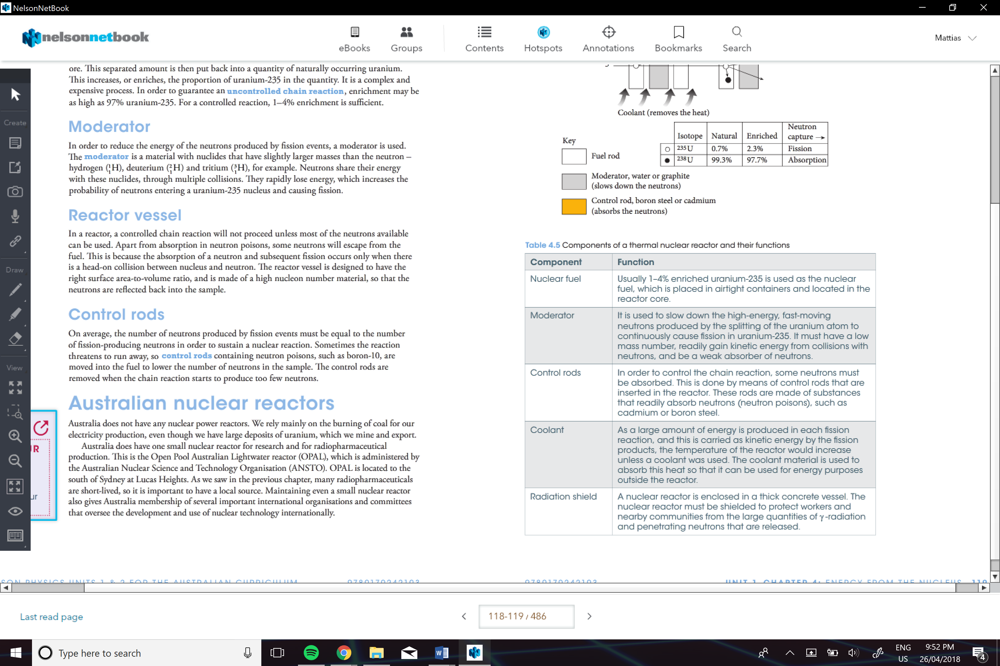 NelsonNetBook
nelsonnetbook
eBooks
Groups
Contents
Hotspots
Annotations
Bookmarks
Search
Mattias
Create
Draw
View
ore. This separated amount is then put back into a quantity of naturally occurring uranium.
This increases, or enriches, the proportion of uranium-235 in the quantity. It is a complex and
expensive process. In order to guarantee an uncontrolled chain reaction, enrichment may be
as high as 97% uranium-235. For a controlled reaction, 1–4% enrichment is sufficient.
Moderator
In order to reduce the energy of the neutrons produced by fission events, a moderator is used.
The moderator is a material with nuclides that have slightly larger masses than the neutron –
hydrogen (¹₁H), deuterium (²₁H) and tritium (³₁H), for example. Neutrons share their energy
with these nuclides, through multiple collisions. They rapidly lose energy, which increases the
probability of neutrons entering a uranium-235 nucleus and causing fission.
Reactor vessel
In a reactor, a controlled chain reaction will not proceed unless most of the neutrons available
can be used. Apart from absorption in neutron poisons, some neutrons will escape from the
fuel. This is because the absorption of a neutron and subsequent fission occurs only when there
is a head-on collision between nucleus and neutron. The reactor vessel is designed to have the
right surface area-to-volume ratio, and is made of a high nucleon number material, so that the
neutrons are reflected back into the sample.
Control rods
On average, the number of neutrons produced by fission events must be equal to the number
of fission-producing neutrons in order to sustain a nuclear reaction. Sometimes the reaction
threatens to run away, so control rods containing neutron poisons, such as boron-10, are
moved into the fuel to lower the number of neutrons in the sample. The control rods are
removed when the chain reaction starts to produce too few neutrons.
Australian nuclear reactors
Australia does not have any nuclear power reactors. We rely mainly on the burning of coal for our
electricity production, even though we have large deposits of uranium, which we mine and export.
Australia does have one small nuclear reactor for research and for radiopharmaceutical
production. This is the Open Pool Australian Lightwater reactor (OPAL), which is administered by
the Australian Nuclear Science and Technology Organisation (ANSTO). OPAL is located to the
south of Sydney at Lucas Heights. As we saw in the previous chapter, many radiopharmaceuticals
are short-lived, so it is important to have a local source. Maintaining even a small nuclear reactor
also gives Australia membership of several important international organisations and committees
that oversee the development and use of nuclear technology internationally.
R
ur
Coolant (removes the heat)
Key
Fuel rod
Moderator, water or graphite
(slows down the neutrons)
Control rod, boron steel or cadmium
(absorbs the neutrons)
Isotope Natural Enriched Neutron capture →
²³⁵U 0.7% 2.3% Fission
²³⁸U 99.3% 97.7% Absorption
Table 4.5 Components of a thermal nuclear reactor and their functions
Component Function
Nuclear fuel Usually 1–4% enriched uranium-235 is used as the nuclear
fuel, which is placed in airtight containers and located in the
reactor core.
Moderator It is used to slow down the high-energy, fast-moving
neutrons produced by the splitting of the uranium atom to
continuously cause fission in uranium-235. It must have a low
mass number, readily gain kinetic energy from collisions with
neutrons, and be a weak absorber of neutrons.
Control rods In order to control the chain reaction, some neutrons must
be absorbed. This is done by means of control rods that are
inserted in the reactor. These rods are made of substances
that readily absorb neutrons (neutron poisons), such as
cadmium or boron steel.
Coolant As a large amount of energy is produced in each fission
reaction, and this is carried as kinetic energy by the fission
products, the temperature of the reactor would increase
unless a coolant was used. The coolant material is used to
absorb this heat so that it can be used for energy purposes
outside the reactor.
Radiation shield A nuclear reactor is enclosed in a thick concrete vessel. The
nuclear reactor must be shielded to protect workers and
nearby communities from the large quantities of γ-radiation
and penetrating neutrons that are released.
SON PHYSICS UNITS 1 & 2 FOR THE AUSTRALIAN CURRICULUM 9780170242103
9780170242103 UNIT 1, CHAPTER 4: ENERGY FROM THE NUCLEUS 119
Last read page
118-119 / 486
Type here to search
ENG
US
9:52 PM
26/04/2018
4